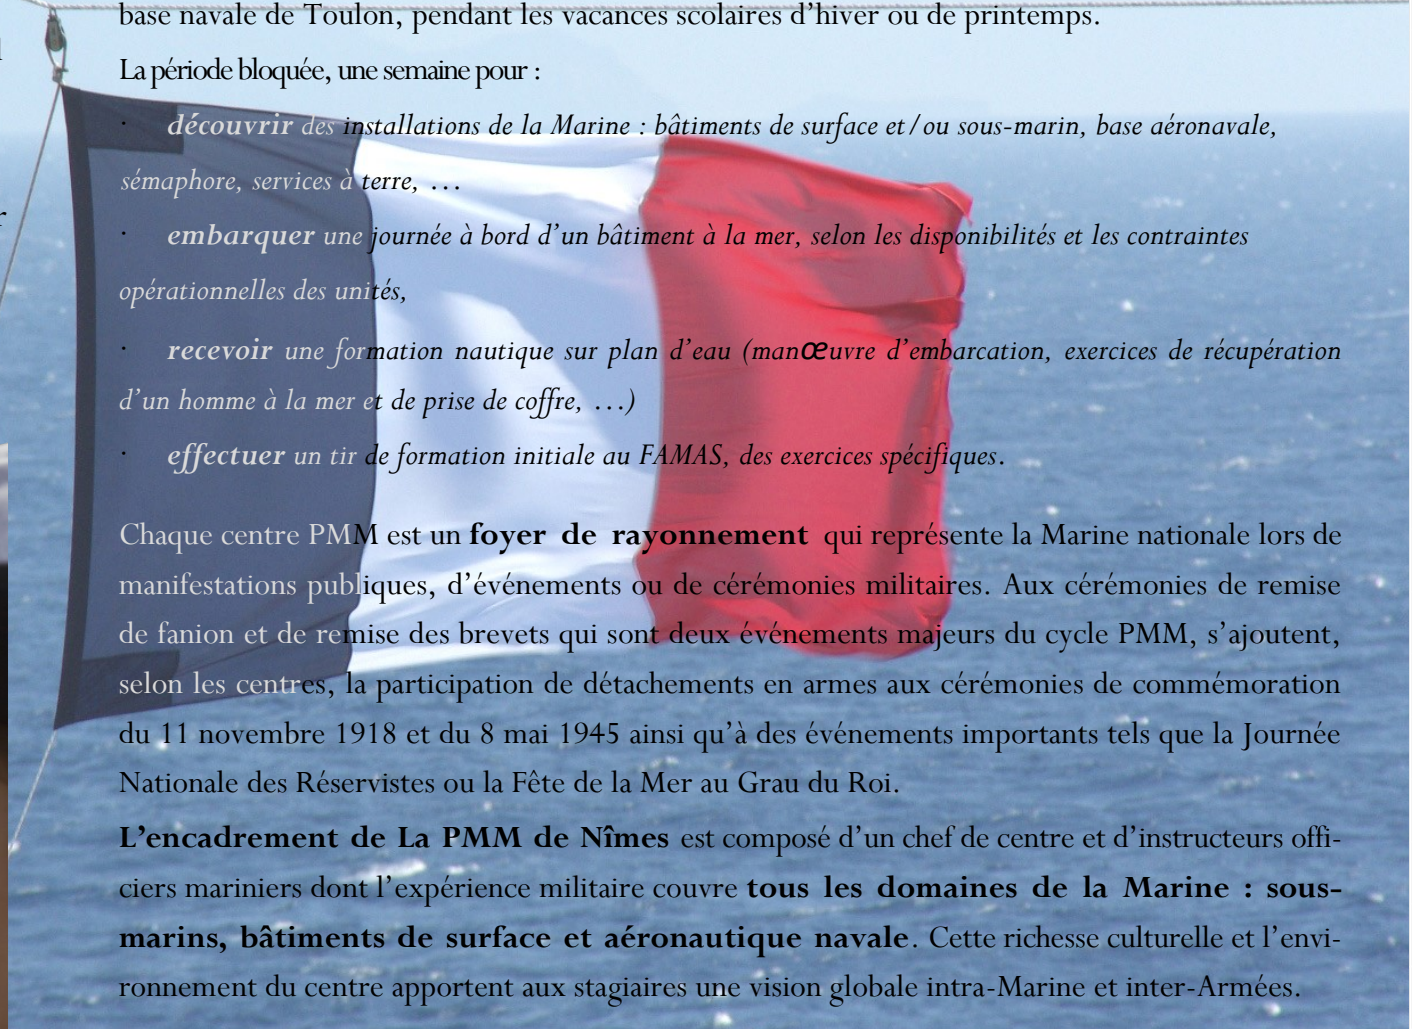 base navale de Toulon, pendant les vacances scolaires d’hiver ou de printemps.
La période bloquée, une semaine pour :
· découvrir des installations de la Marine : bâtiments de surface et/ou sous-marin, base aéronavale,
sémaphore, services à terre, …
· embarquer une journée à bord d’un bâtiment à la mer, selon les disponibilités et les contraintes
opérationnelles des unités,
· recevoir une formation nautique sur plan d’eau (manœuvre d’embarcation, exercices de récupération
d’un homme à la mer et de prise de coffre, …)
· effectuer un tir de formation initiale au FAMAS, des exercices spécifiques.
Chaque centre PMM est un foyer de rayonnement qui représente la Marine nationale lors de
manifestations publiques, d’événements ou de cérémonies militaires. Aux cérémonies de remise
de fanion et de remise des brevets qui sont deux événements majeurs du cycle PMM, s’ajoutent,
selon les centres, la participation de détachements en armes aux cérémonies de commémoration
du 11 novembre 1918 et du 8 mai 1945 ainsi qu’à des événements importants tels que la Journée
Nationale des Réservistes ou la Fête de la Mer au Grau du Roi.
L’encadrement de La PMM de Nîmes est composé d’un chef de centre et d’instructeurs offi-
ciers mariniers dont l’expérience militaire couvre tous les domaines de la Marine : sous-
marins, bâtiments de surface et aéronautique navale. Cette richesse culturelle et l’envi-
ronnement du centre apportent aux stagiaires une vision globale intra-Marine et inter-Armées.